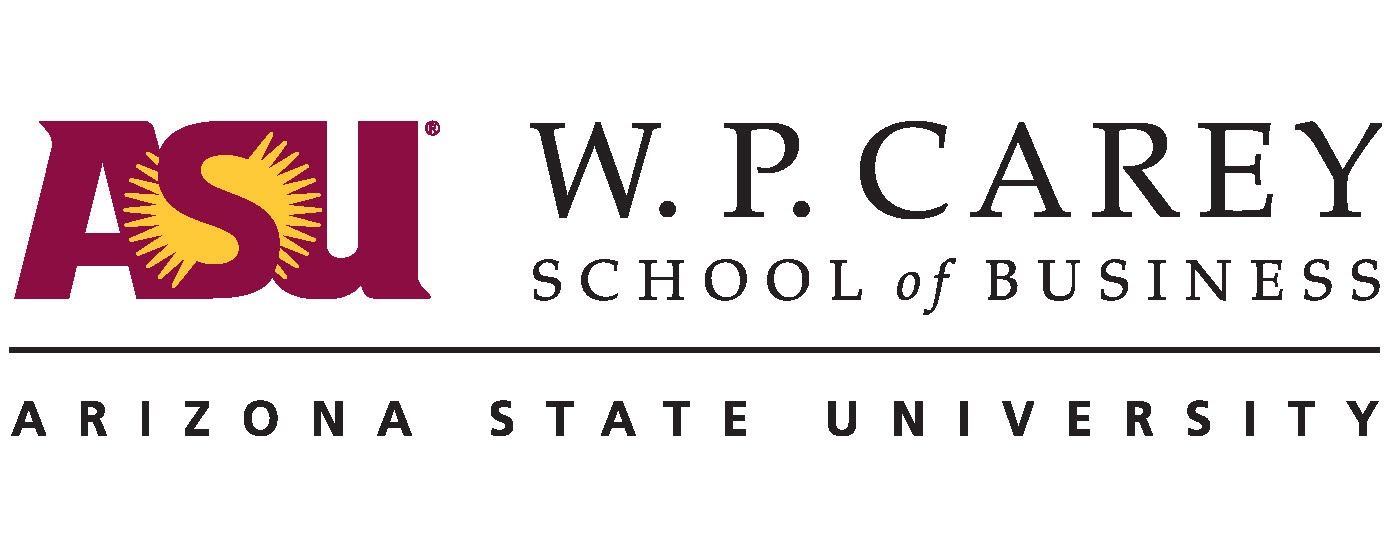 ASU®
W. P. CAREY
SCHOOL of BUSINESS
ARIZONA STATE UNIVERSITY